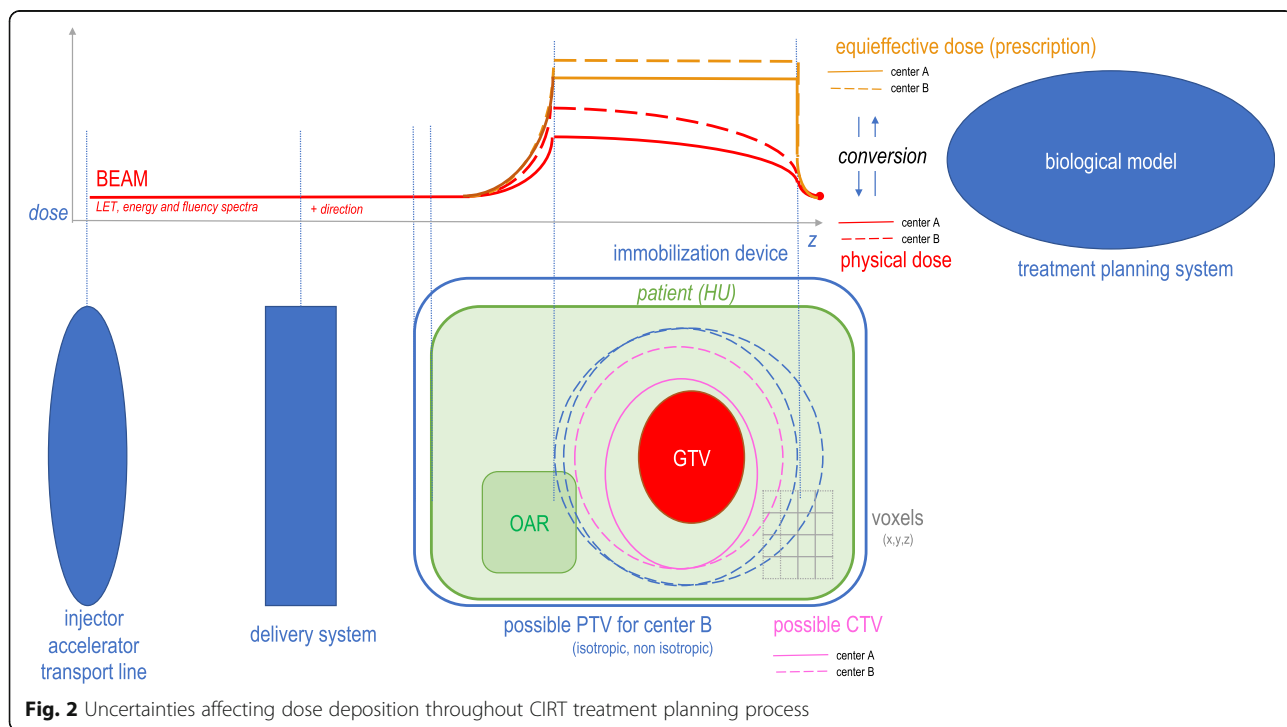 equieffective dose (prescription)
center A
center B
conversion
biological model
BEAM
LET, energy and fluency spectra
+ direction
dose
z
center A
center B
physical dose
immobilization device
treatment planning system
patient (HU)
GTV
OAR
voxels
(x,y,z)
injector
accelerator
transport line
delivery system
possible PTV for center B
(isotropic, non isotropic)
possible CTV
center A
center B
Fig. 2 Uncertainties affecting dose deposition throughout CIRT treatment planning process